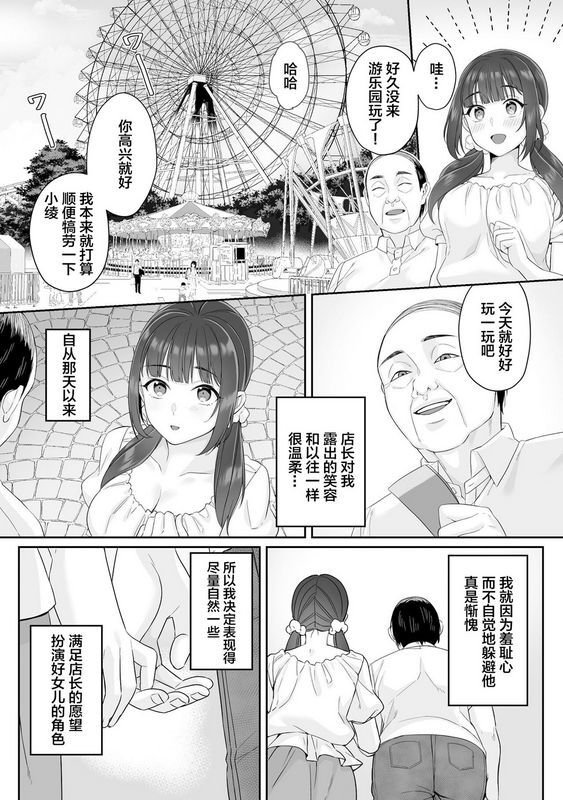 哇…
好久没来
游乐园玩了！
哈哈
ワー
ワー
你高兴就好
我本来就打算
顺便犒劳一下
小绫
今天就好好
玩一玩吧
店长对我
露出的笑容
和以往一样
很温柔…
自从那天以来
我就因为羞耻心
而不自觉地躲避他
真是惭愧
所以我决定表现得
尽量自然一些
满足店长的愿望
扮演好女儿的角色